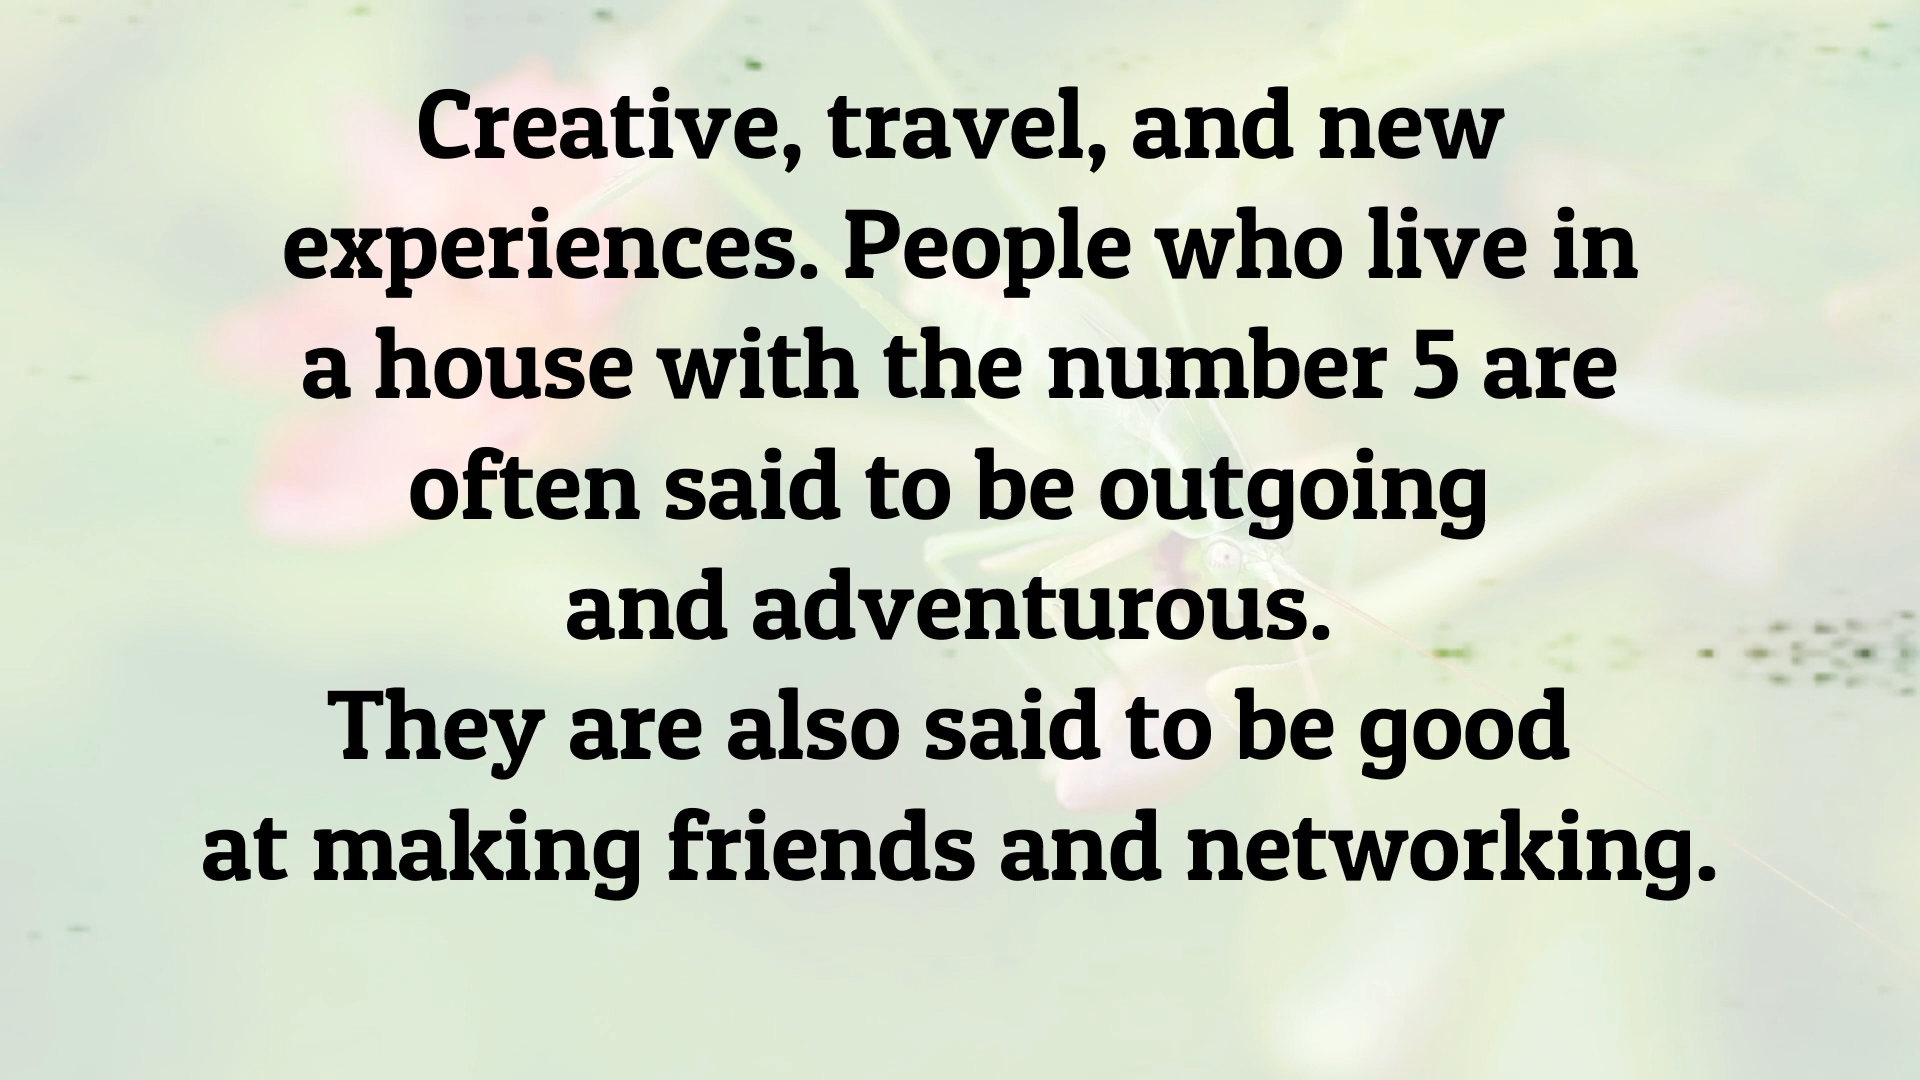 Creative, travel, and new
experiences. People who live in
a house with the number 5 are
often said to be outgoing
and adventurous.
They are also said to be good
at making friends and networking.